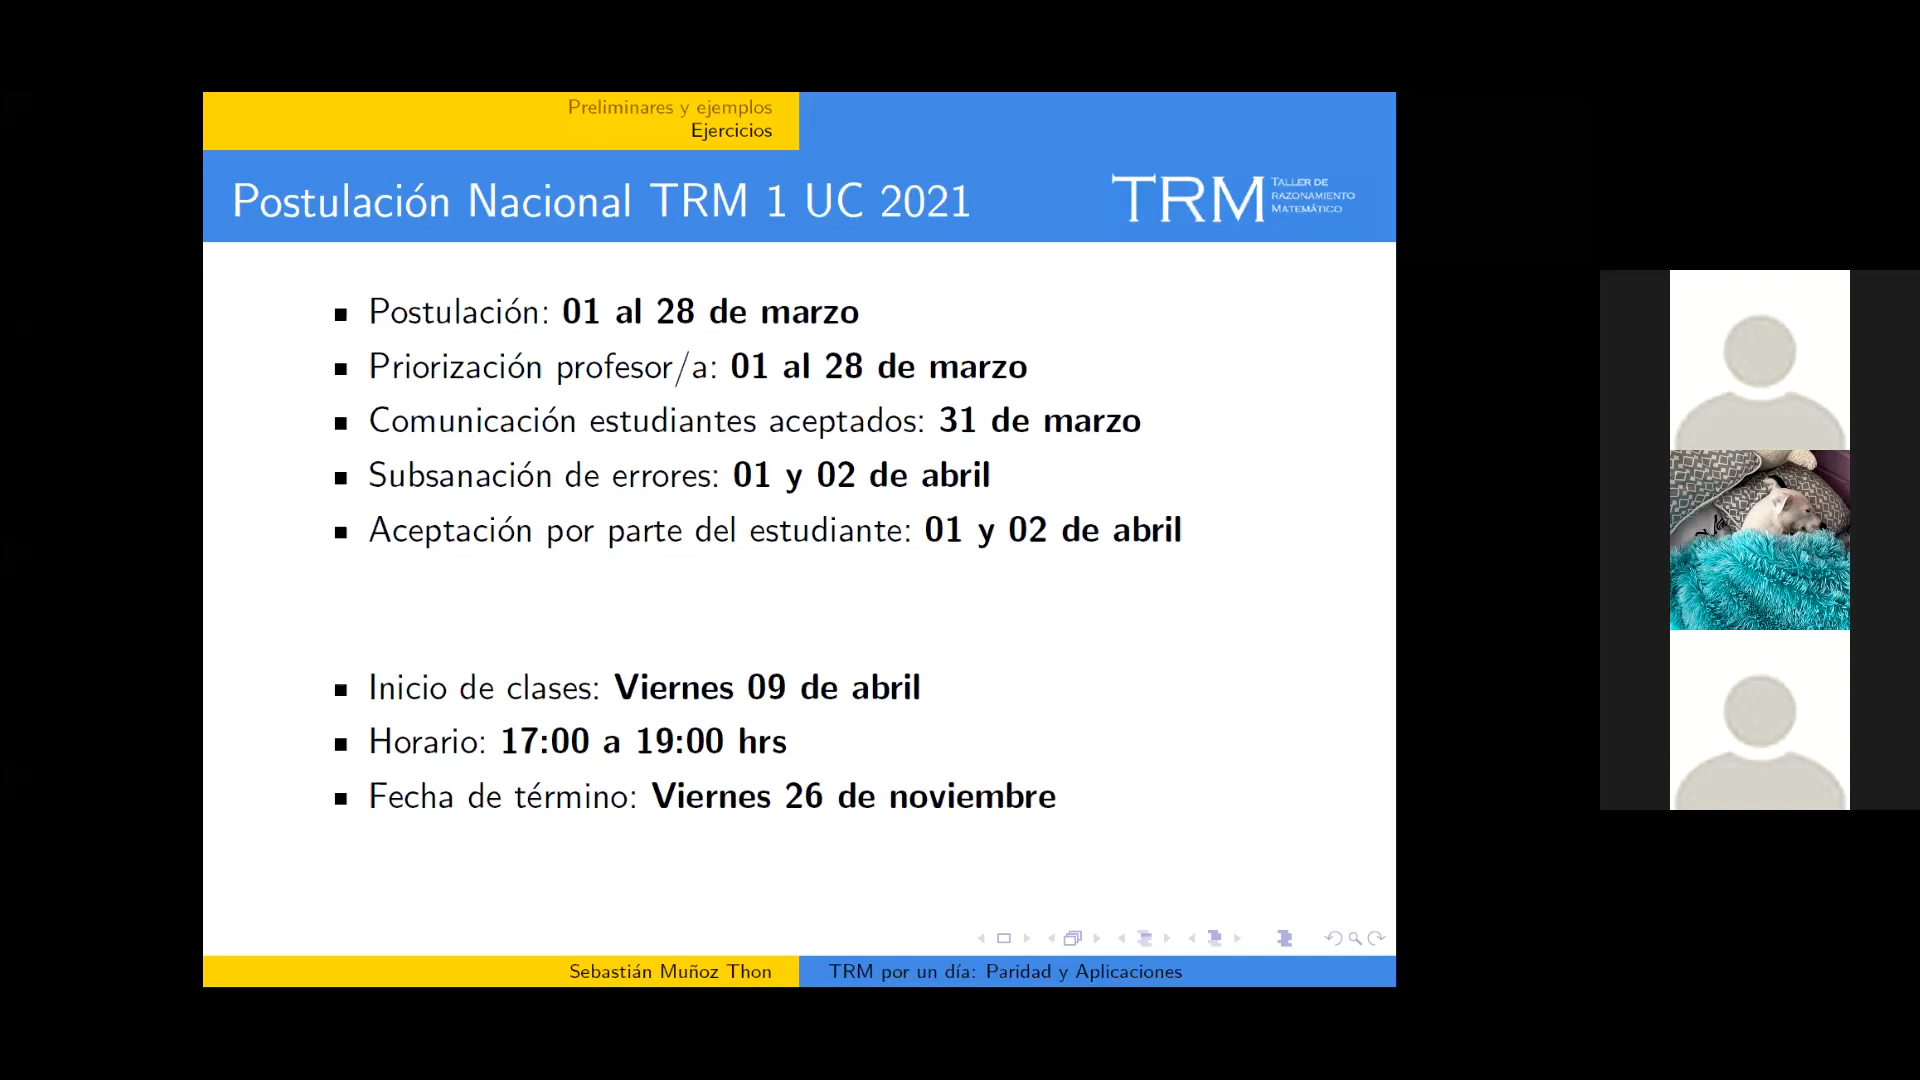 Preliminares y ejemplos
Ejercicios
Postulación Nacional TRM 1 UC 2021
TRM
TALLER DE
RAZONAMIENTO
MATEMÁTICO
Postulación: 01 al 28 de marzo
Priorización profesor/a: 01 al 28 de marzo
Comunicación estudiantes aceptados: 31 de marzo
Subsanación de errores: 01 y 02 de abril
Aceptación por parte del estudiante: 01 y 02 de abril
Inicio de clases: Viernes 09 de abril
Horario: 17:00 a 19:00 hrs
Fecha de término: Viernes 26 de noviembre
Sebastián Muñoz Thon
TRM por un día: Paridad y Aplicaciones